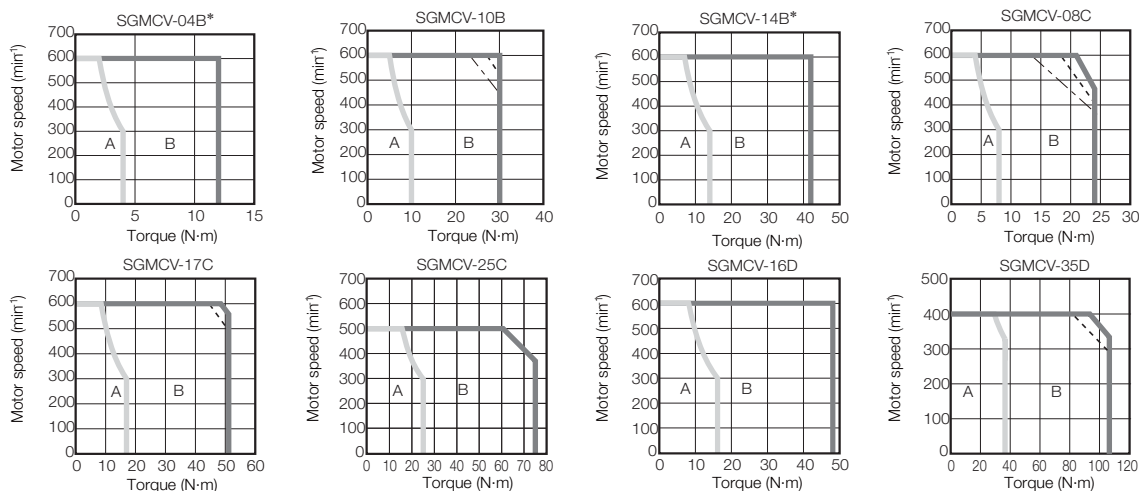 SGMCV-04B*
Motor speed (min⁻¹)
700
600
500
400
300
200
100
0
A
B
0 5 10 15
Torque (N·m)
SGMCV-10B
Motor speed (min⁻¹)
700
600
500
400
300
200
100
0
A
B
0 10 20 30 40
Torque (N·m)
SGMCV-14B*
Motor speed (min⁻¹)
700
600
500
400
300
200
100
0
A
B
0 10 20 30 40 50
Torque (N·m)
SGMCV-08C
Motor speed (min⁻¹)
700
600
500
400
300
200
100
0
A
B
0 5 10 15 20 25 30
Torque (N·m)
SGMCV-17C
Motor speed (min⁻¹)
700
600
500
400
300
200
100
0
A
B
0 10 20 30 40 50 60
Torque (N·m)
SGMCV-25C
Motor speed (min⁻¹)
700
600
500
400
300
200
100
0
A
B
0 10 20 30 40 50 60 70 80
Torque (N·m)
SGMCV-16D
Motor speed (min⁻¹)
700
600
500
400
300
200
100
0
A
B
0 10 20 30 40 50
Torque (N·m)
SGMCV-35D
Motor speed (min⁻¹)
500
400
300
200
100
0
A
B
0 20 40 60 80 100 120
Torque (N·m)